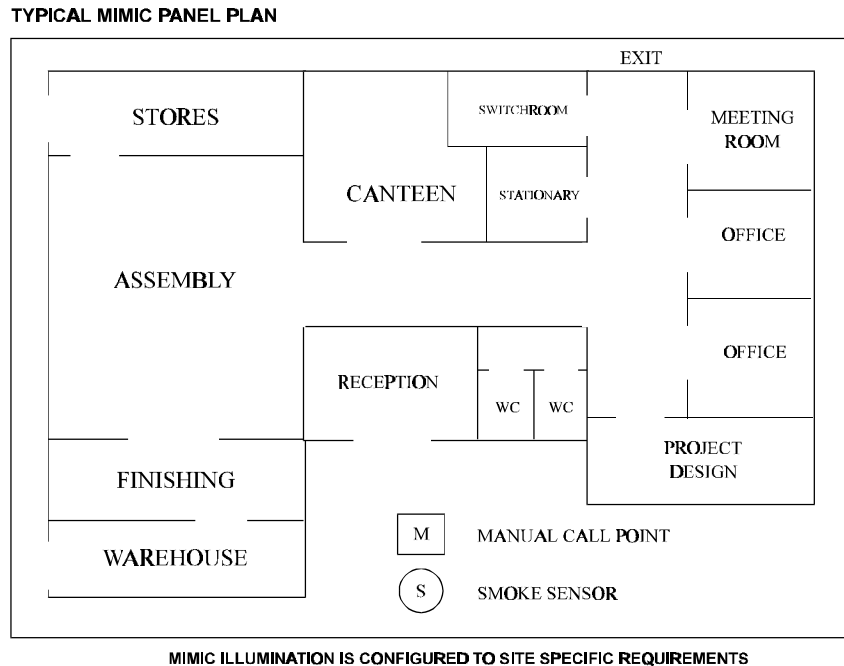 TYPICAL MIMIC PANEL PLAN
EXIT
STORES
SWITCHROOM
MEETING
ROOM
CANTEEN
STATIONARY
OFFICE
ASSEMBLY
OFFICE
RECEPTION
WC
WC
PROJECT
DESIGN
FINISHING
M
MANUAL CALL POINT
WAREHOUSE
S
SMOKE SENSOR
MIMIC ILLUMINATION IS CONFIGURED TO SITE SPECIFIC REQUIREMENTS